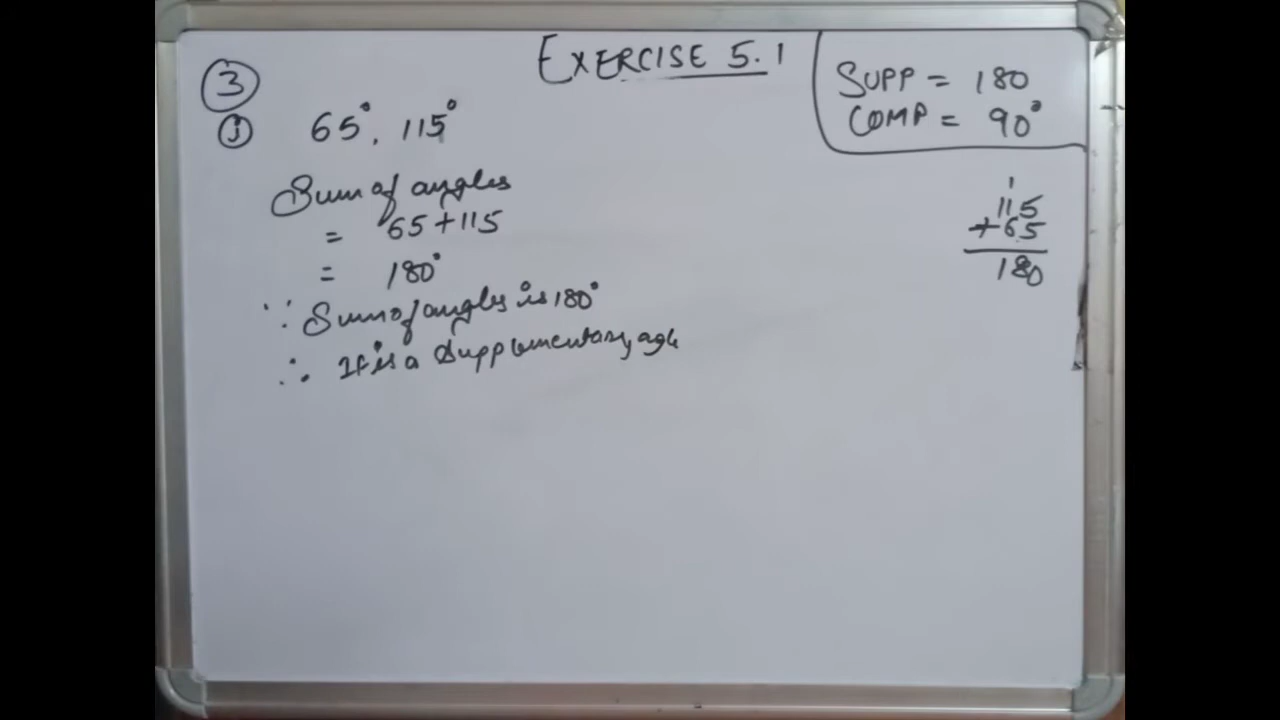 EXERCISE 5.1
SUPP = 180
COMP = 90°
3
i 65°, 115°
Sum of angles
= 65+115
= 180°
∵ Sum of angles is 180°
∴ It is a Supplementary agl
1
115
+65
180